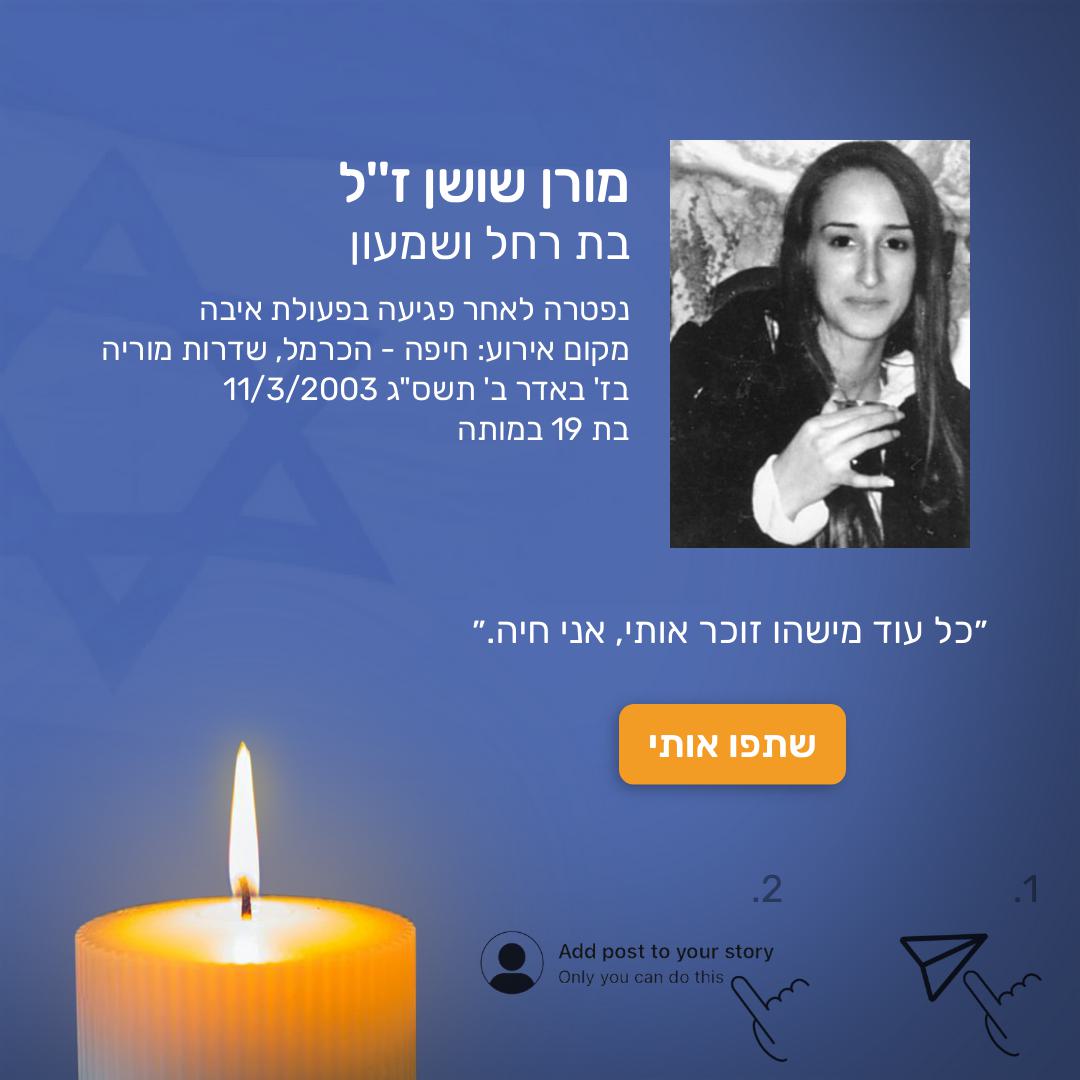 מורן שושן ז"ל
בת רחל ושמעון
נפטרה לאחר פגיעה בפעולת איבה
מקום אירוע: חיפה - הכרמל, שדרות מוריה
בז' באדר ב' תשס"ג 11/3/2003
בת 19 במותה
״כל עוד מישהו זוכר אותי, אני חיה.״
שתפו אותי
.1
.2
Add post to your story
Only you can do this